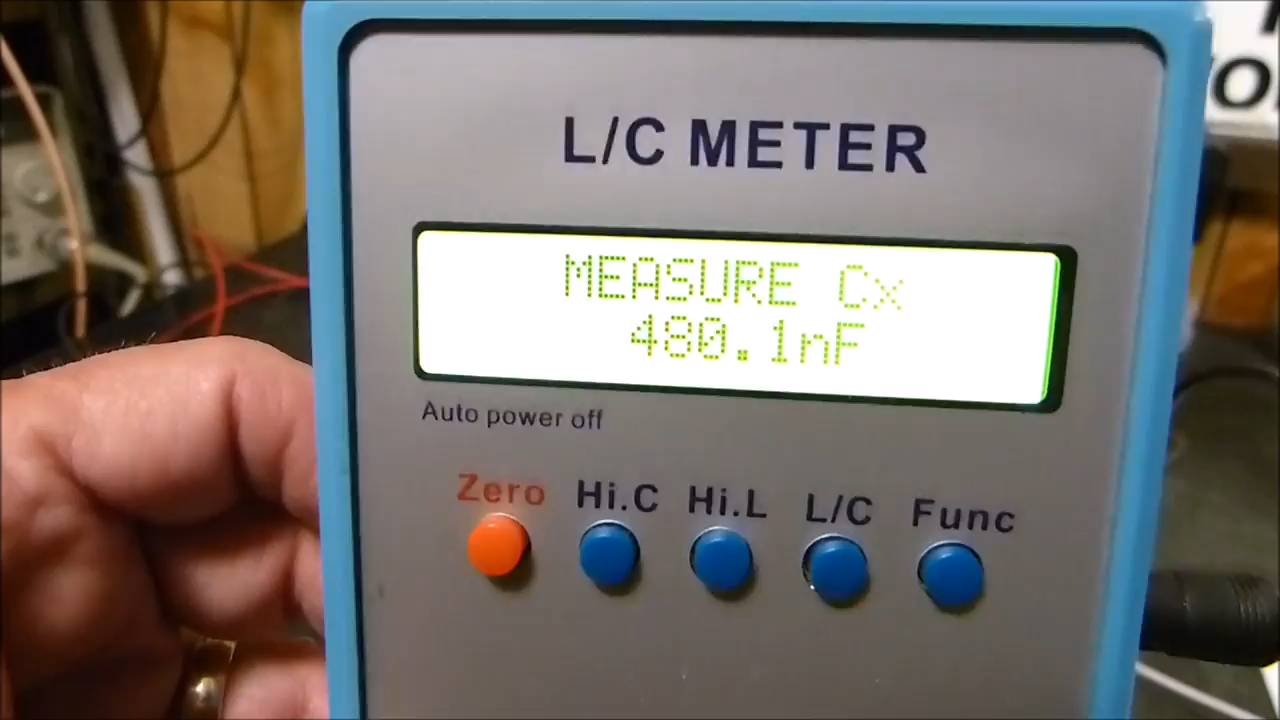 L/C METER
MEASURE Cx
480.1nF
Auto power off
Zero Hi.C Hi.L L/C Func